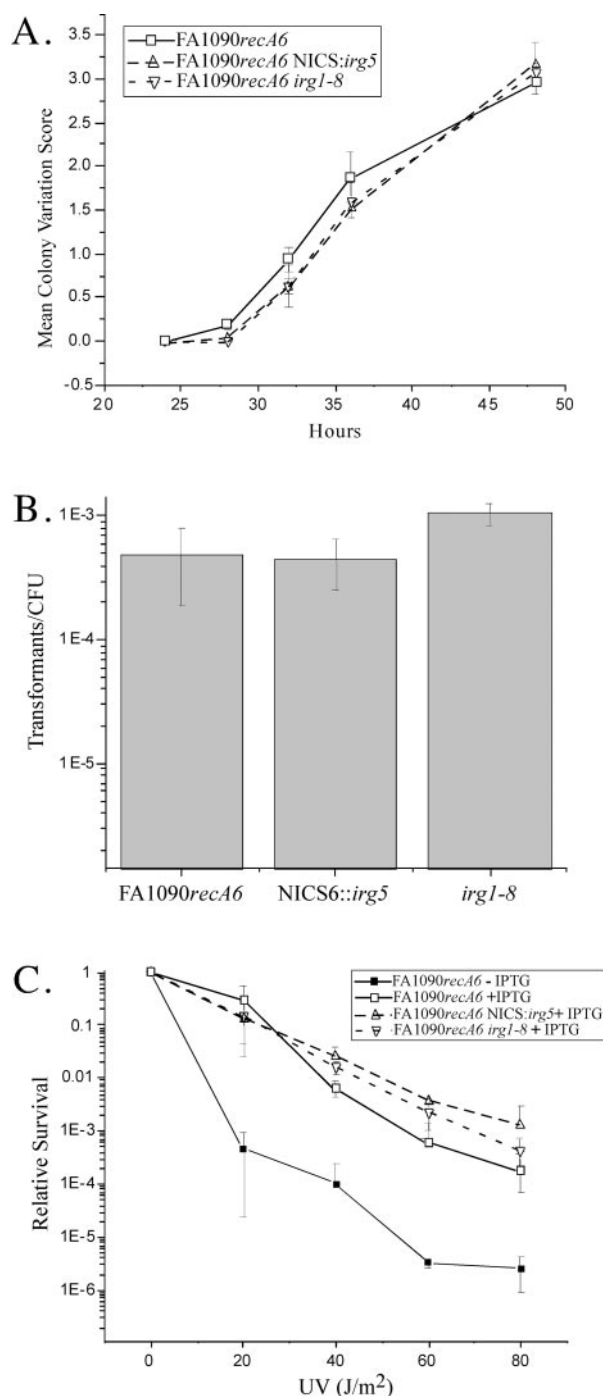 A.
FA1090recA6
FA1090recA6 NICS:irg5
FA1090recA6 irg1-8
Mean Colony Variation Score
3.5
3.0
2.5
2.0
1.5
1.0
0.5
0.0
-0.5
20 25 30 35 40 45 50
Hours
B.
Transformants/CFU
1E-3
1E-4
1E-5
FA1090recA6 NICS6::irg5 irg1-8
C.
FA1090recA6 - IPTG
FA1090recA6 +IPTG
FA1090recA6 NICS:irg5+ IPTG
FA1090recA6 irg1-8 + IPTG
Relative Survival
1
0.1
0.01
1E-3
1E-4
1E-5
1E-6
0 20 40 60 80
UV (J/m²)